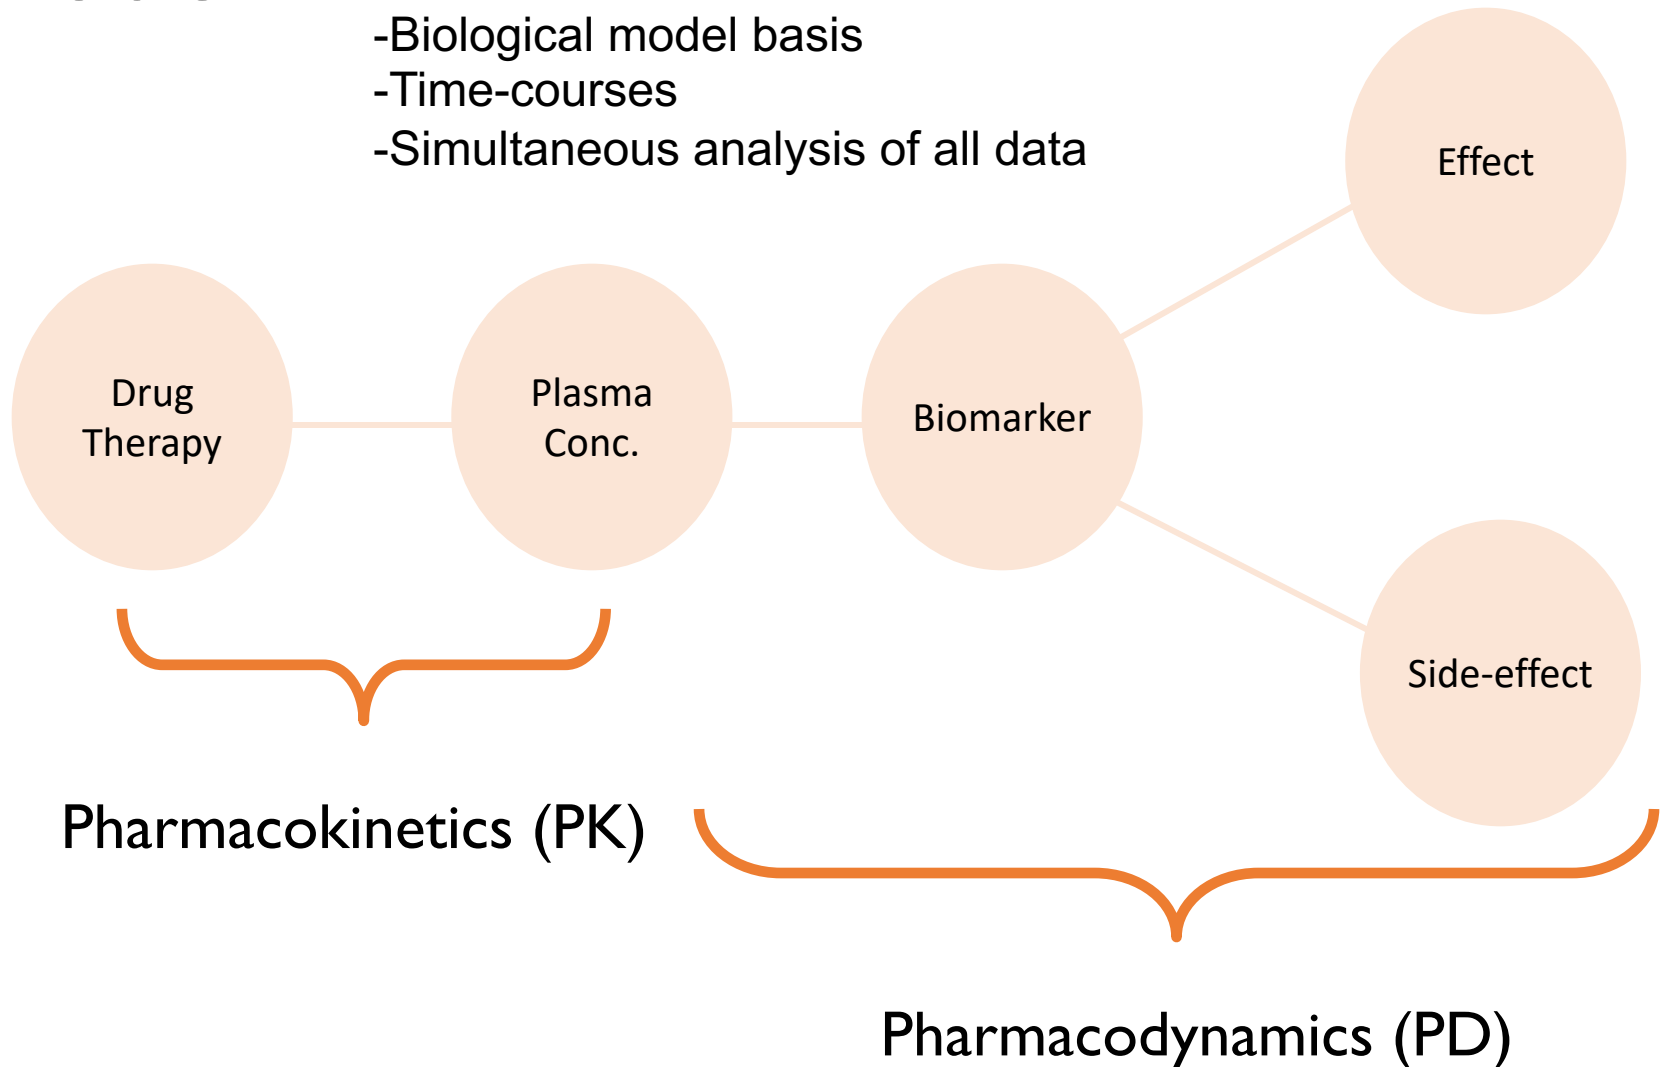 -Biological model basis
-Time-courses
-Simultaneous analysis of all data
Effect
Drug
Therapy
Plasma
Conc.
Biomarker
Side-effect
Pharmacokinetics (PK)
Pharmacodynamics (PD)